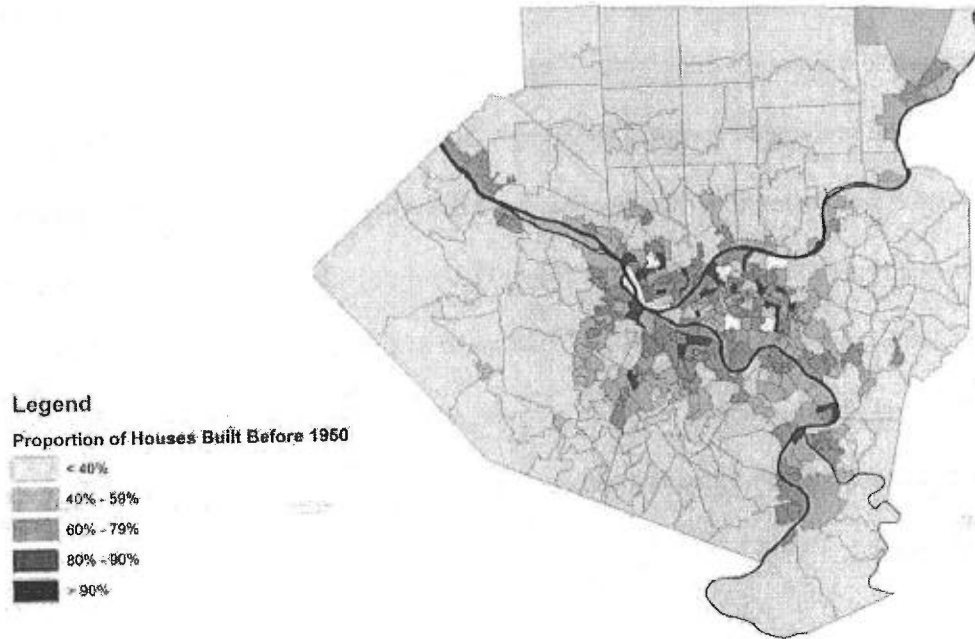 Legend
Proportion of Houses Built Before 1950
< 40%
40% - 59%
60% - 79%
80% - 90%
> 90%